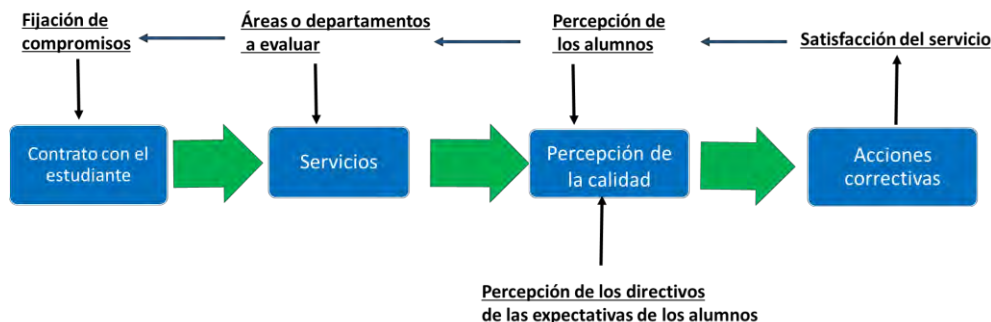 Fijación de
compromisos
Áreas o departamentos
a evaluar
Percepción de
los alumnos
Satisfacción del servicio
Contrato con el
estudiante
Servicios
Percepción de
la calidad
Acciones
correctivas
Percepción de los directivos
de las expectativas de los alumnos